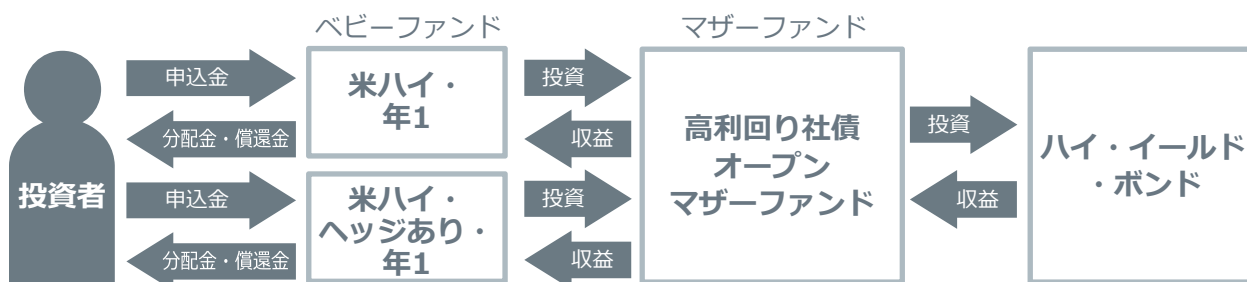 ベビーファンド
マザーファンド
投資者
申込金
分配金・償還金
米ハイ・
年1
投資
収益
申込金
分配金・償還金
米ハイ・
ヘッジあり・
年1
投資
収益
高利回り社債
オープン
マザーファンド
投資
収益
ハイ・イールド
・ボンド